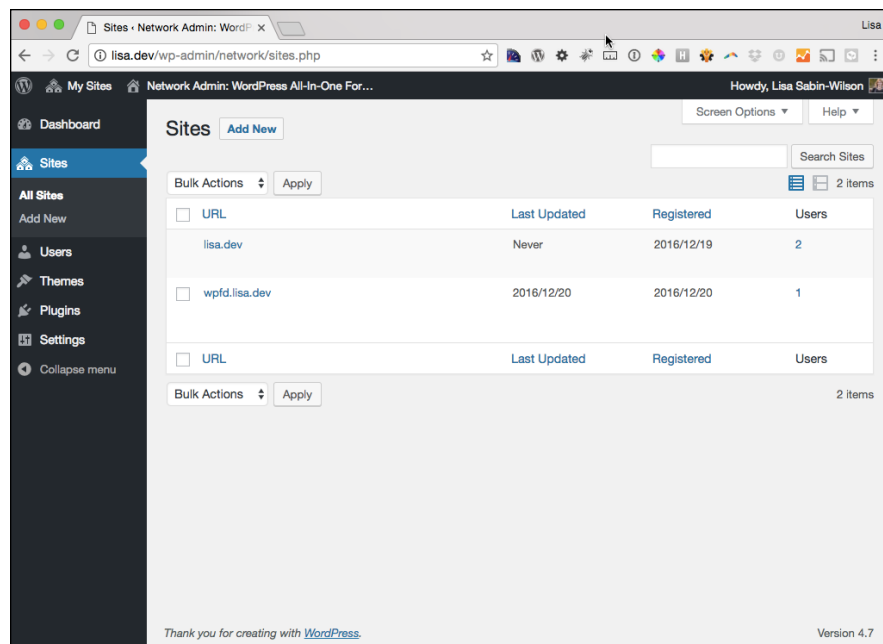 Sites ‹ Network Admin: WordP
Lisa
lisa.dev/wp-admin/network/sites.php
My Sites Network Admin: WordPress All-In-One For… Howdy, Lisa Sabin-Wilson
Screen Options Help
Dashboard
Sites
All Sites
Add New
Users
Themes
Plugins
Settings
Collapse menu
Sites Add New
Search Sites
Bulk Actions Apply 2 items
URL Last Updated Registered Users
lisa.dev Never 2016/12/19 2
wpfd.lisa.dev 2016/12/20 2016/12/20 1
URL Last Updated Registered Users
Bulk Actions Apply 2 items
Thank you for creating with WordPress. Version 4.7